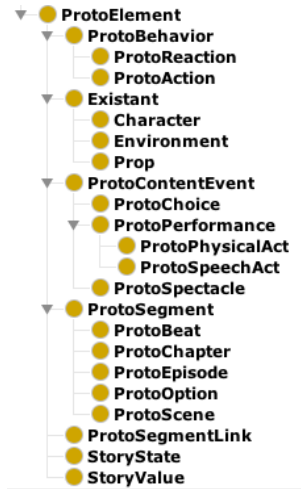 ProtoElement
ProtoBehavior
ProtoReaction
ProtoAction
Existant
Character
Environment
Prop
ProtoContentEvent
ProtoChoice
ProtoPerformance
ProtoPhysicalAct
ProtoSpeechAct
ProtoSpectacle
ProtoSegment
ProtoBeat
ProtoChapter
ProtoEpisode
ProtoOption
ProtoScene
ProtoSegmentLink
StoryState
StoryValue